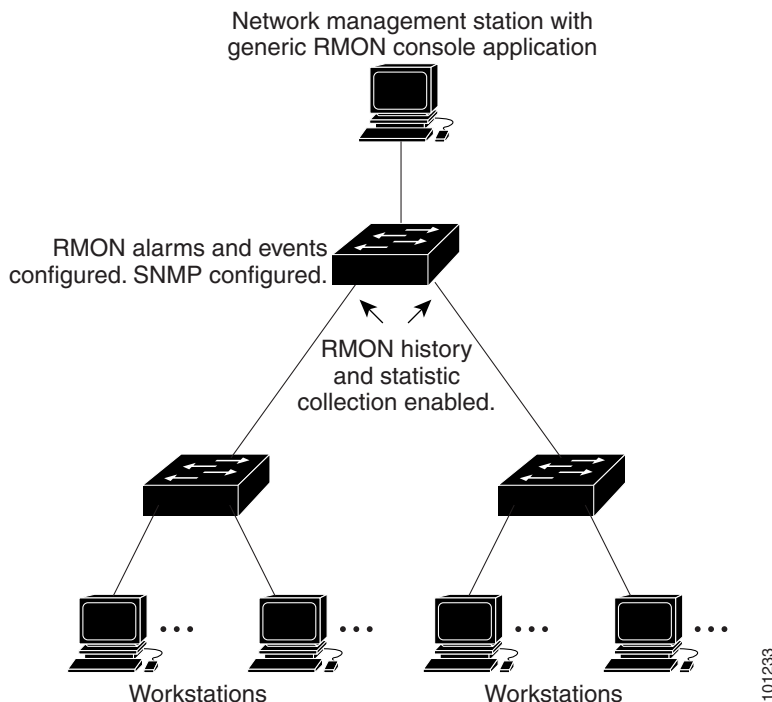 Network management station with
generic RMON console application
RMON alarms and events
configured. SNMP configured.
RMON history
and statistic
collection enabled.
• • •
• • •
• • •
• • •
Workstations
Workstations
101233